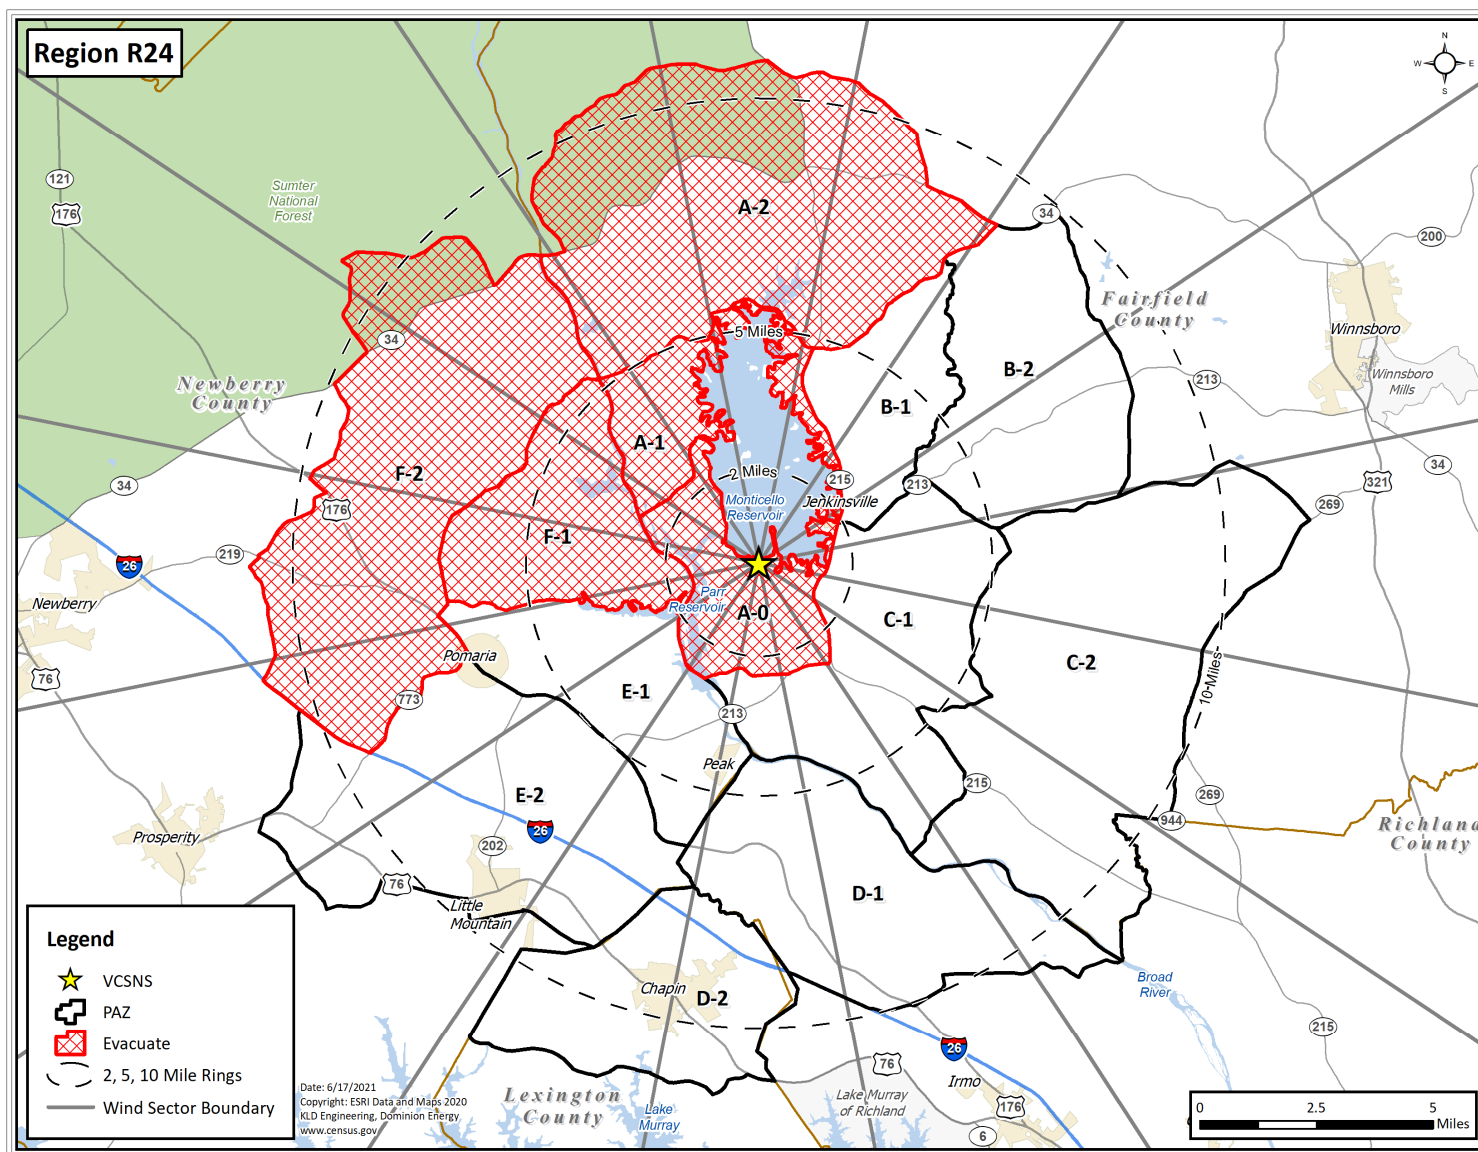 Region R24
N
W
E
S
121
176
Sumter
National
Forest
34
200
A-2
Fairfield
County
Winnsboro
Winnsboro
Mills
5 Miles
34
B-2
213
Newberry
County
B-1
A-1
34
321
F-2
2 Miles
215
213
34
Monticello
Reservoir
Jenkinsville
269
176
F-1
219
26
Parr
Reservoir
A-0
Newberry
C-1
Pomaria
C-2
76
E-1
10 Miles
773
213
Peak
215
269
E-2
26
944
Richland
County
Prosperity
202
76
D-1
Little
Mountain
Chapin
D-2
Broad
River
215
26
76
Irmo
176
6
Lexington
County
Lake
Murray
Lake Murray
of Richland
Legend
VCSNS
PAZ
Evacuate
2, 5, 10 Mile Rings
Wind Sector Boundary
Date: 6/17/2021
Copyright: ESRI Data and Maps 2020
KLD Engineering, Dominion Energy
www.census.gov
0
2.5
5
Miles